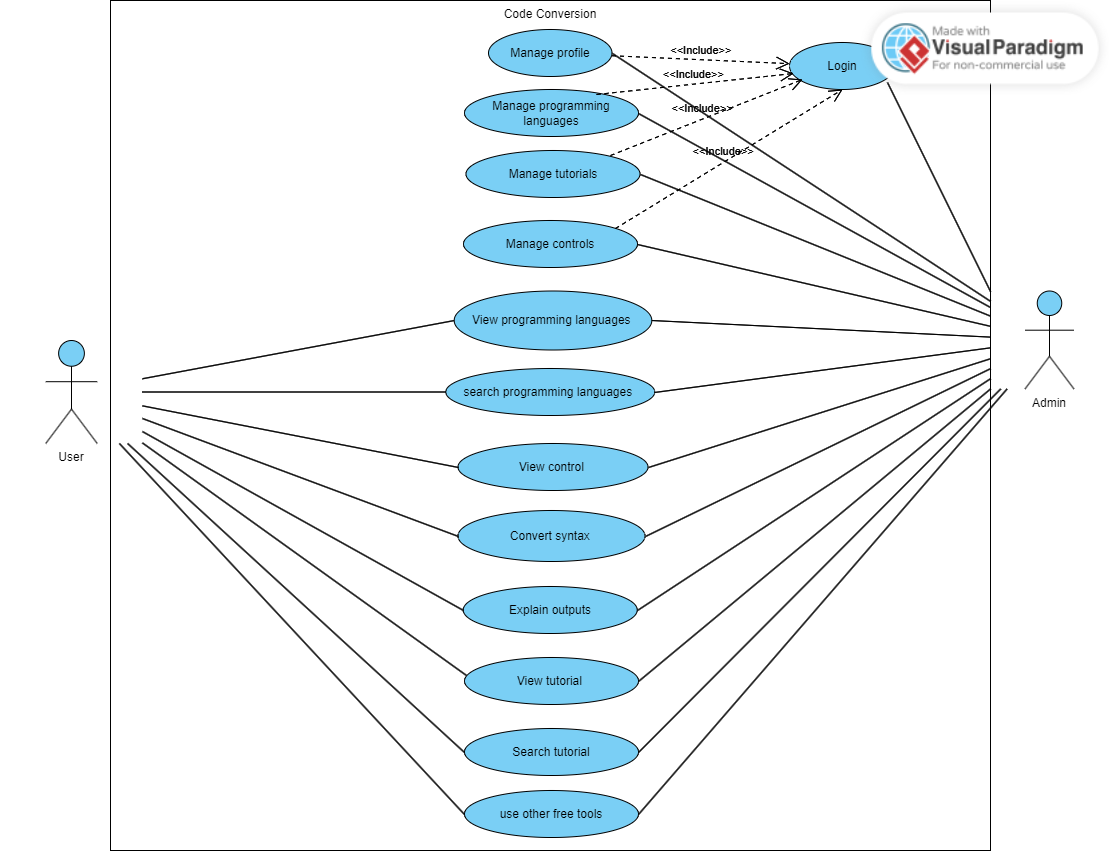 Code Conversion
Made with
VisualParadigm
For non-commercial use
Manage profile
<<Include>>
Login
<<Include>>
Manage programming
languages
<<Include>>
<<Include>>
Manage tutorials
Manage controls
View programming languages
search programming languages
Admin
User
View control
Convert syntax
Explain outputs
View tutorial
Search tutorial
use other free tools